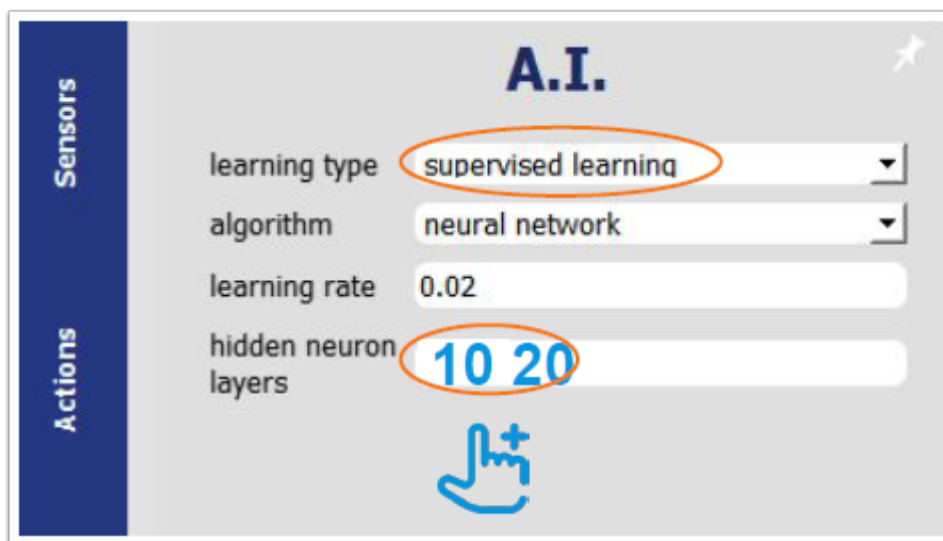 A.I.
Sensors
learning type supervised learning
algorithm neural network
learning rate 0.02
hidden neuron
layers
10 20
Actions